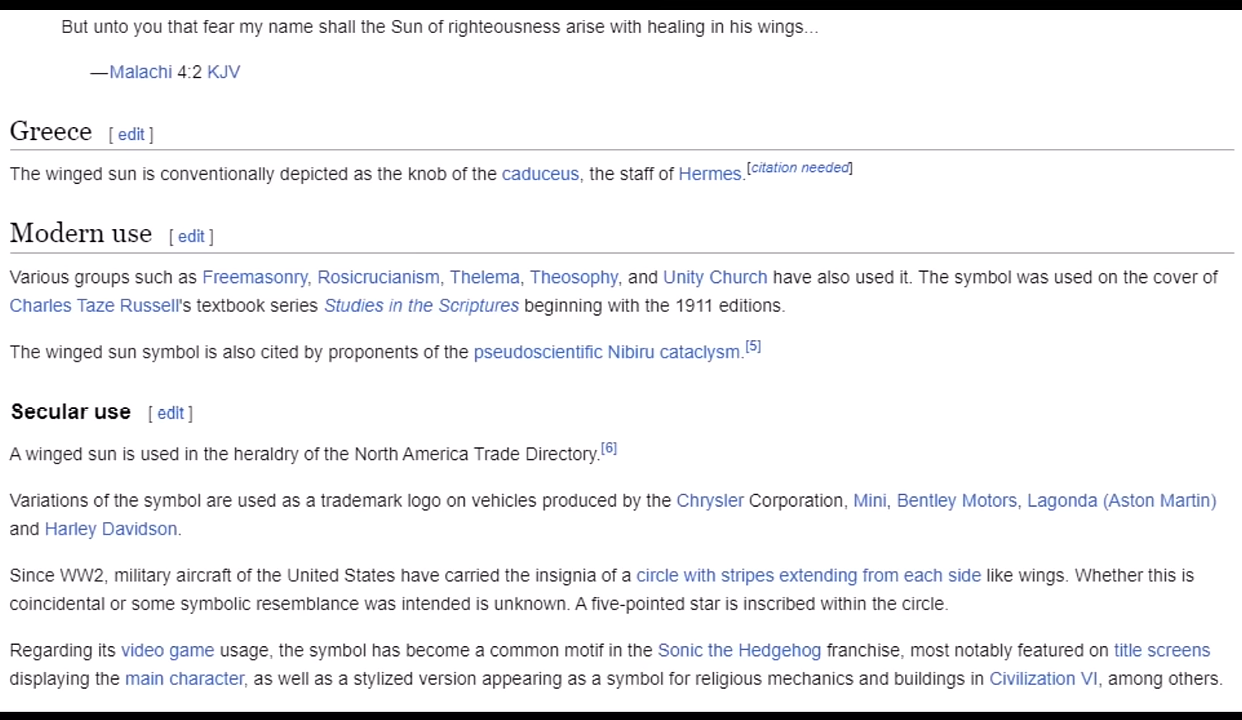 But unto you that fear my name shall the Sun of righteousness arise with healing in his wings...
—Malachi 4:2 KJV
Greece [ edit ]
The winged sun is conventionally depicted as the knob of the caduceus, the staff of Hermes.[citation needed]
Modern use [ edit ]
Various groups such as Freemasonry, Rosicrucianism, Thelema, Theosophy, and Unity Church have also used it. The symbol was used on the cover of
Charles Taze Russell's textbook series Studies in the Scriptures beginning with the 1911 editions.
The winged sun symbol is also cited by proponents of the pseudoscientific Nibiru cataclysm.[5]
Secular use [ edit ]
A winged sun is used in the heraldry of the North America Trade Directory.[6]
Variations of the symbol are used as a trademark logo on vehicles produced by the Chrysler Corporation, Mini, Bentley Motors, Lagonda (Aston Martin)
and Harley Davidson.
Since WW2, military aircraft of the United States have carried the insignia of a circle with stripes extending from each side like wings. Whether this is
coincidental or some symbolic resemblance was intended is unknown. A five-pointed star is inscribed within the circle.
Regarding its video game usage, the symbol has become a common motif in the Sonic the Hedgehog franchise, most notably featured on title screens
displaying the main character, as well as a stylized version appearing as a symbol for religious mechanics and buildings in Civilization VI, among others.